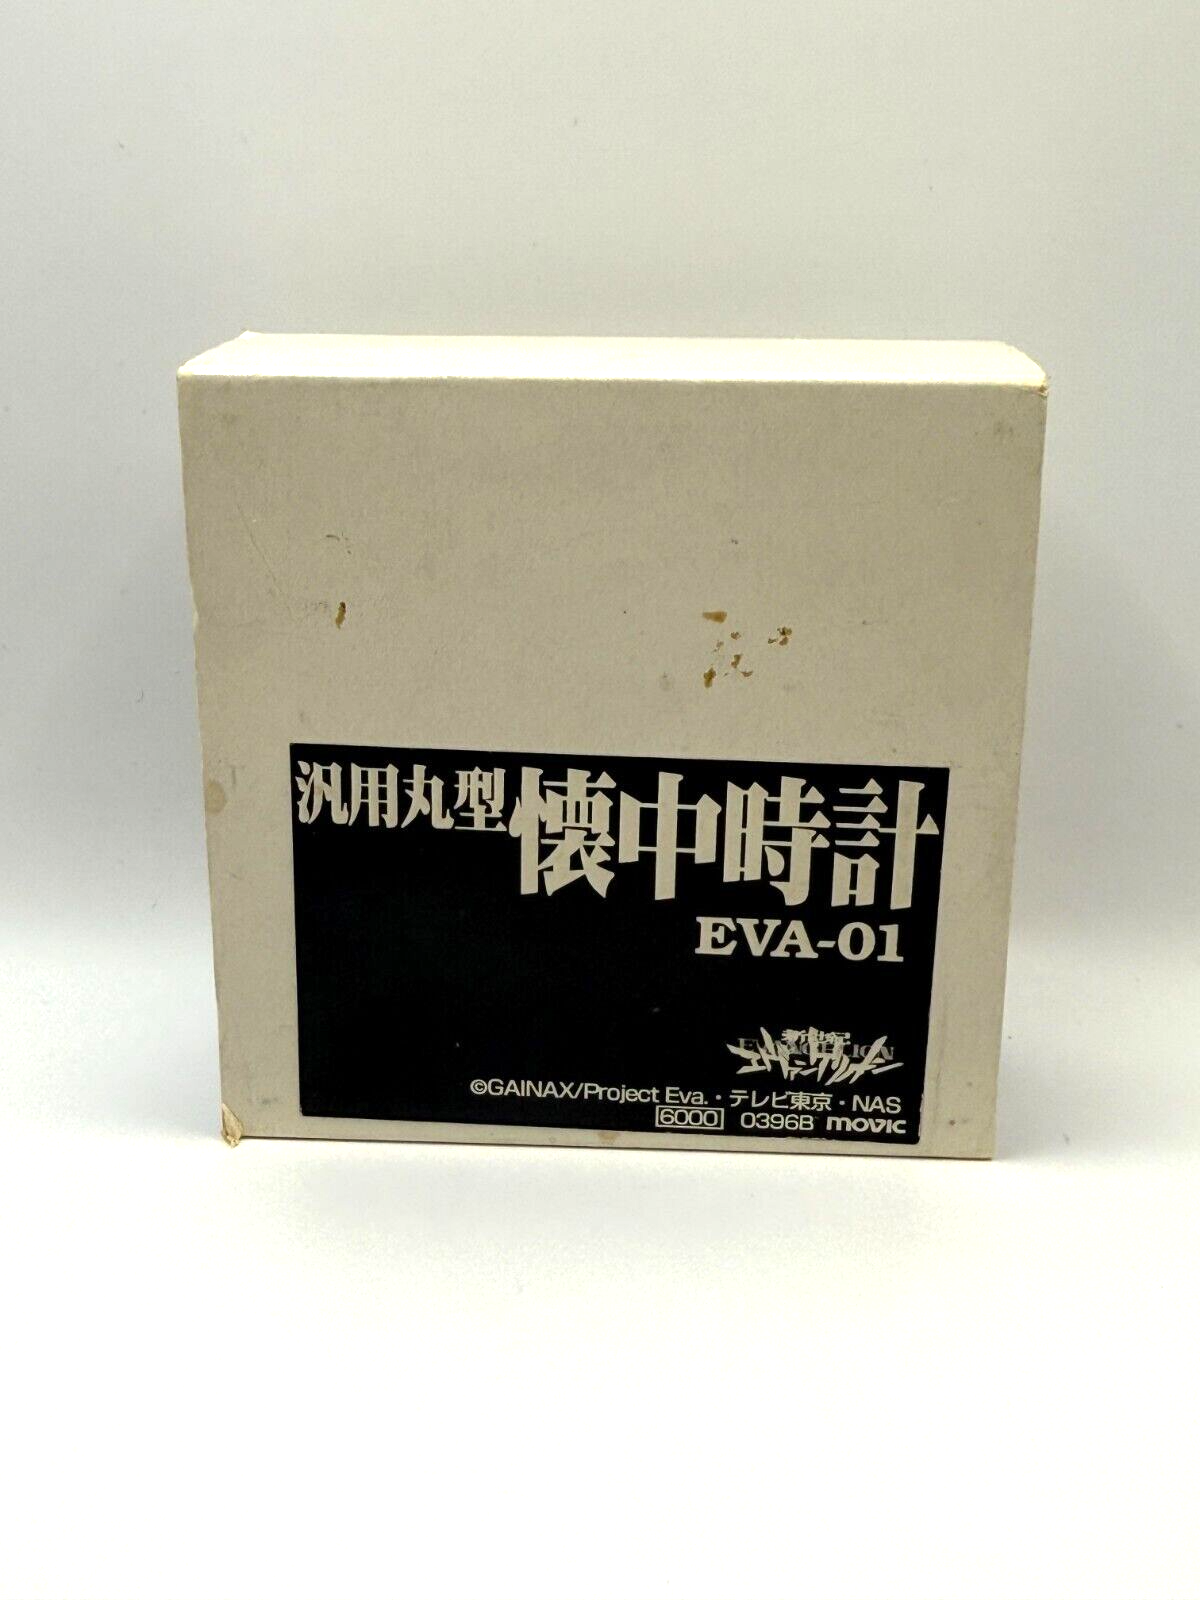 汎用丸型懐中時計
EVA-01
新世紀
EVANGELION
エヴァンゲリオン
©GAINAX/Project Eva.・テレビ東京・NAS
6000 0396B movic